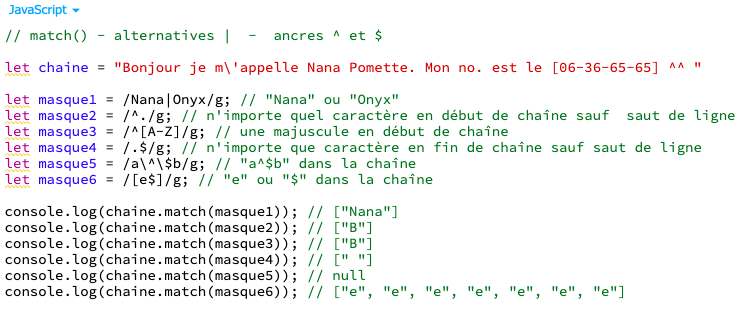 JavaScript
// match() - alternatives | - ancres ^ et $
let chaine = "Bonjour je m\'appelle Nana Pomette. Mon no. est le [06-36-65-65] ^^ "
let masque1 = /Nana|Onyx/g; // "Nana" ou "Onyx"
let masque2 = /^./g; // n'importe quel caractère en début de chaîne sauf  saut de ligne
let masque3 = /^[A-Z]/g; // une majuscule en début de chaîne
let masque4 = /.$/g; // n'importe que caractère en fin de chaîne sauf saut de ligne
let masque5 = /a\^\$b/g; // "a^$b" dans la chaîne
let masque6 = /[e$]/g; // "e" ou "$" dans la chaîne
console.log(chaine.match(masque1)); // ["Nana"]
console.log(chaine.match(masque2)); // ["B"]
console.log(chaine.match(masque3)); // ["B"]
console.log(chaine.match(masque4)); // [" "]
console.log(chaine.match(masque5)); // null
console.log(chaine.match(masque6)); // ["e", "e", "e", "e", "e", "e", "e"]